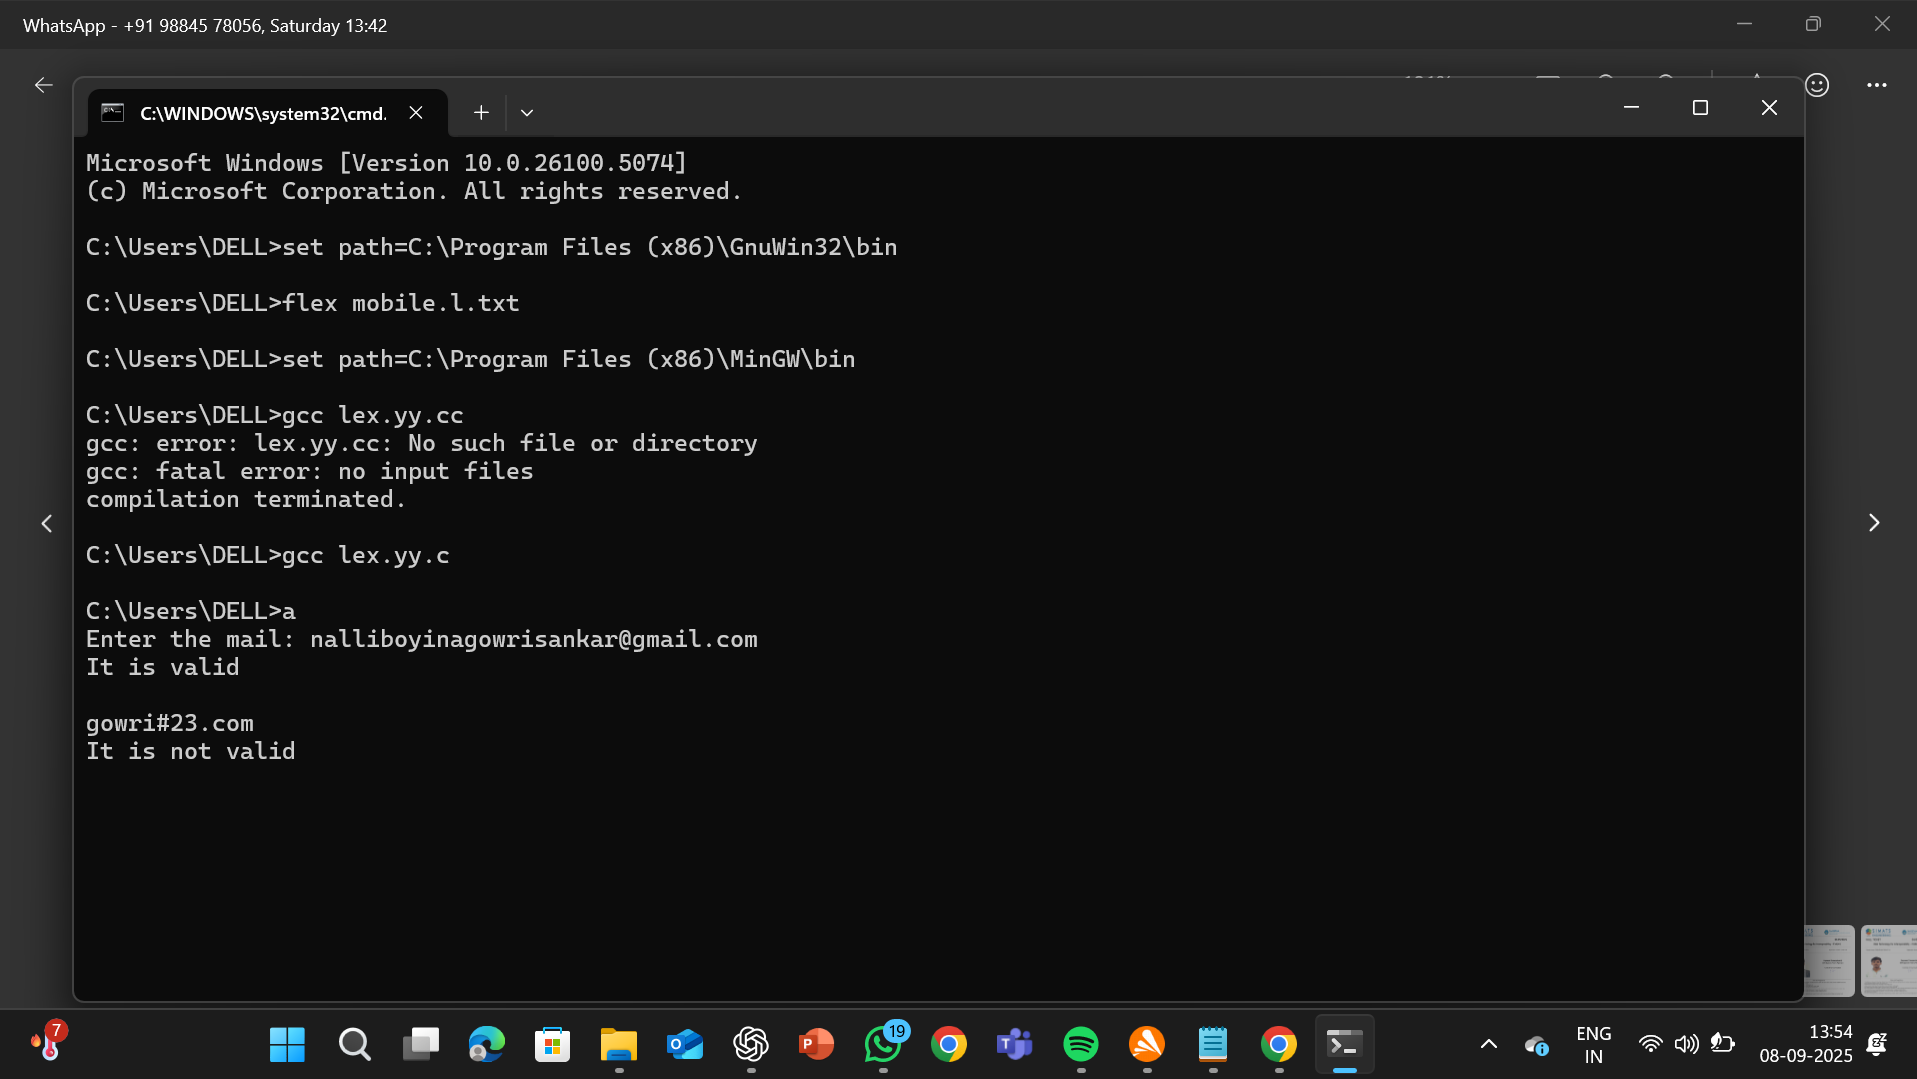 WhatsApp - +91 98845 78056, Saturday 13:42
C:\WINDOWS\system32\cmd.
Microsoft Windows [Version 10.0.26100.5074]
(c) Microsoft Corporation. All rights reserved.
C:\Users\DELL>set path=C:\Program Files (x86)\GnuWin32\bin
C:\Users\DELL>flex mobile.l.txt
C:\Users\DELL>set path=C:\Program Files (x86)\MinGW\bin
C:\Users\DELL>gcc lex.yy.cc
gcc: error: lex.yy.cc: No such file or directory
gcc: fatal error: no input files
compilation terminated.
C:\Users\DELL>gcc lex.yy.c
C:\Users\DELL>a
Enter the mail: nalliboyinagowrisankar@gmail.com
It is valid
gowri#23.com
It is not valid
7
19
ENG
IN
13:54
08-09-2025